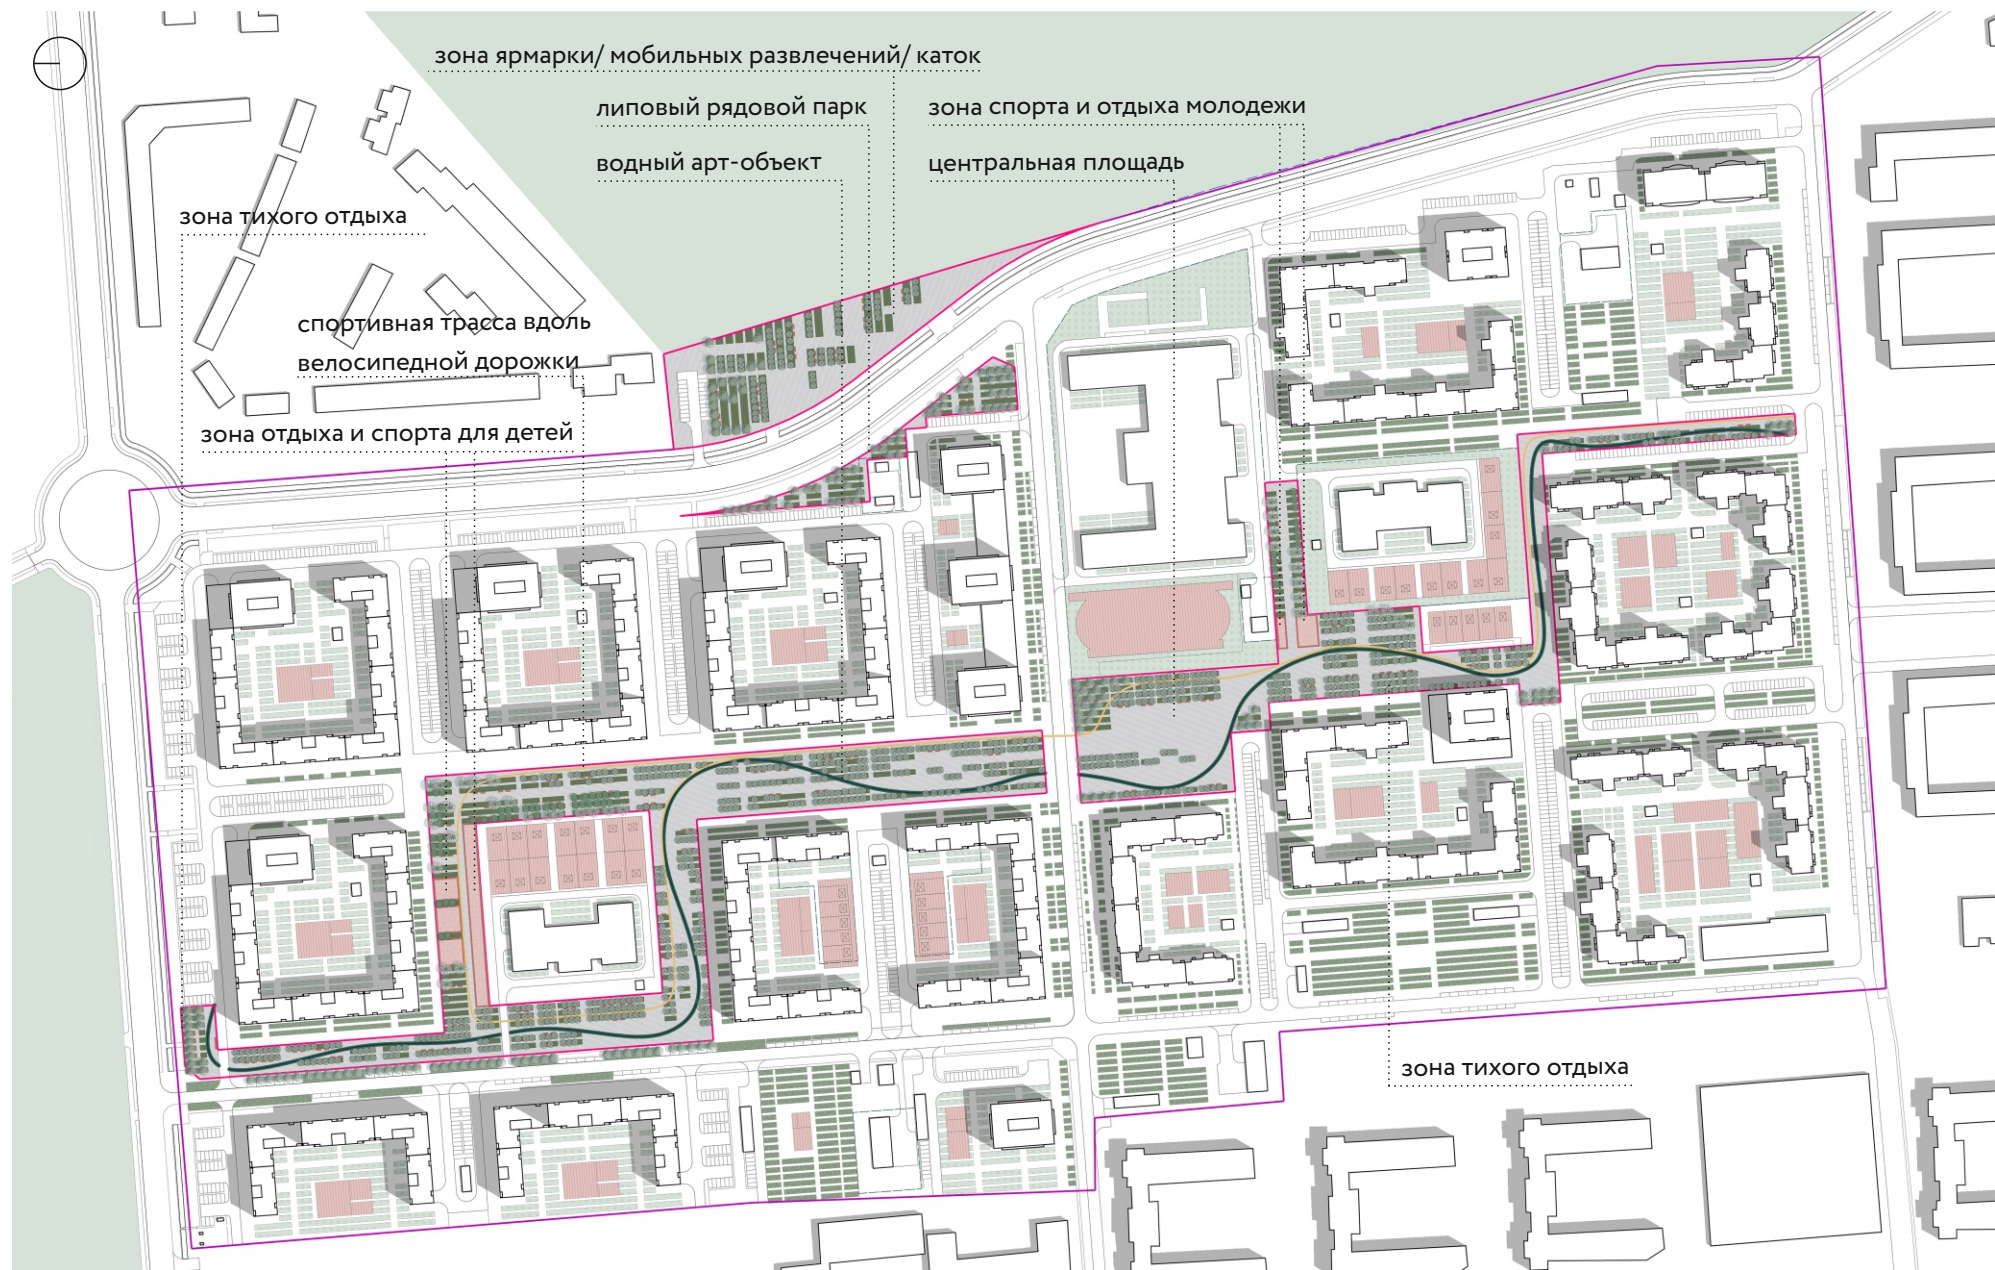 зона ярмарки/ мобильных развлечений/ каток
липовый рядовой парк
зона спорта и отдыха молодежи
водный арт-объект
центральная площадь
зона тихого отдыха
спортивная трасса вдоль
велосипедной дорожки
зона отдыха и спорта для детей
зона тихого отдыха